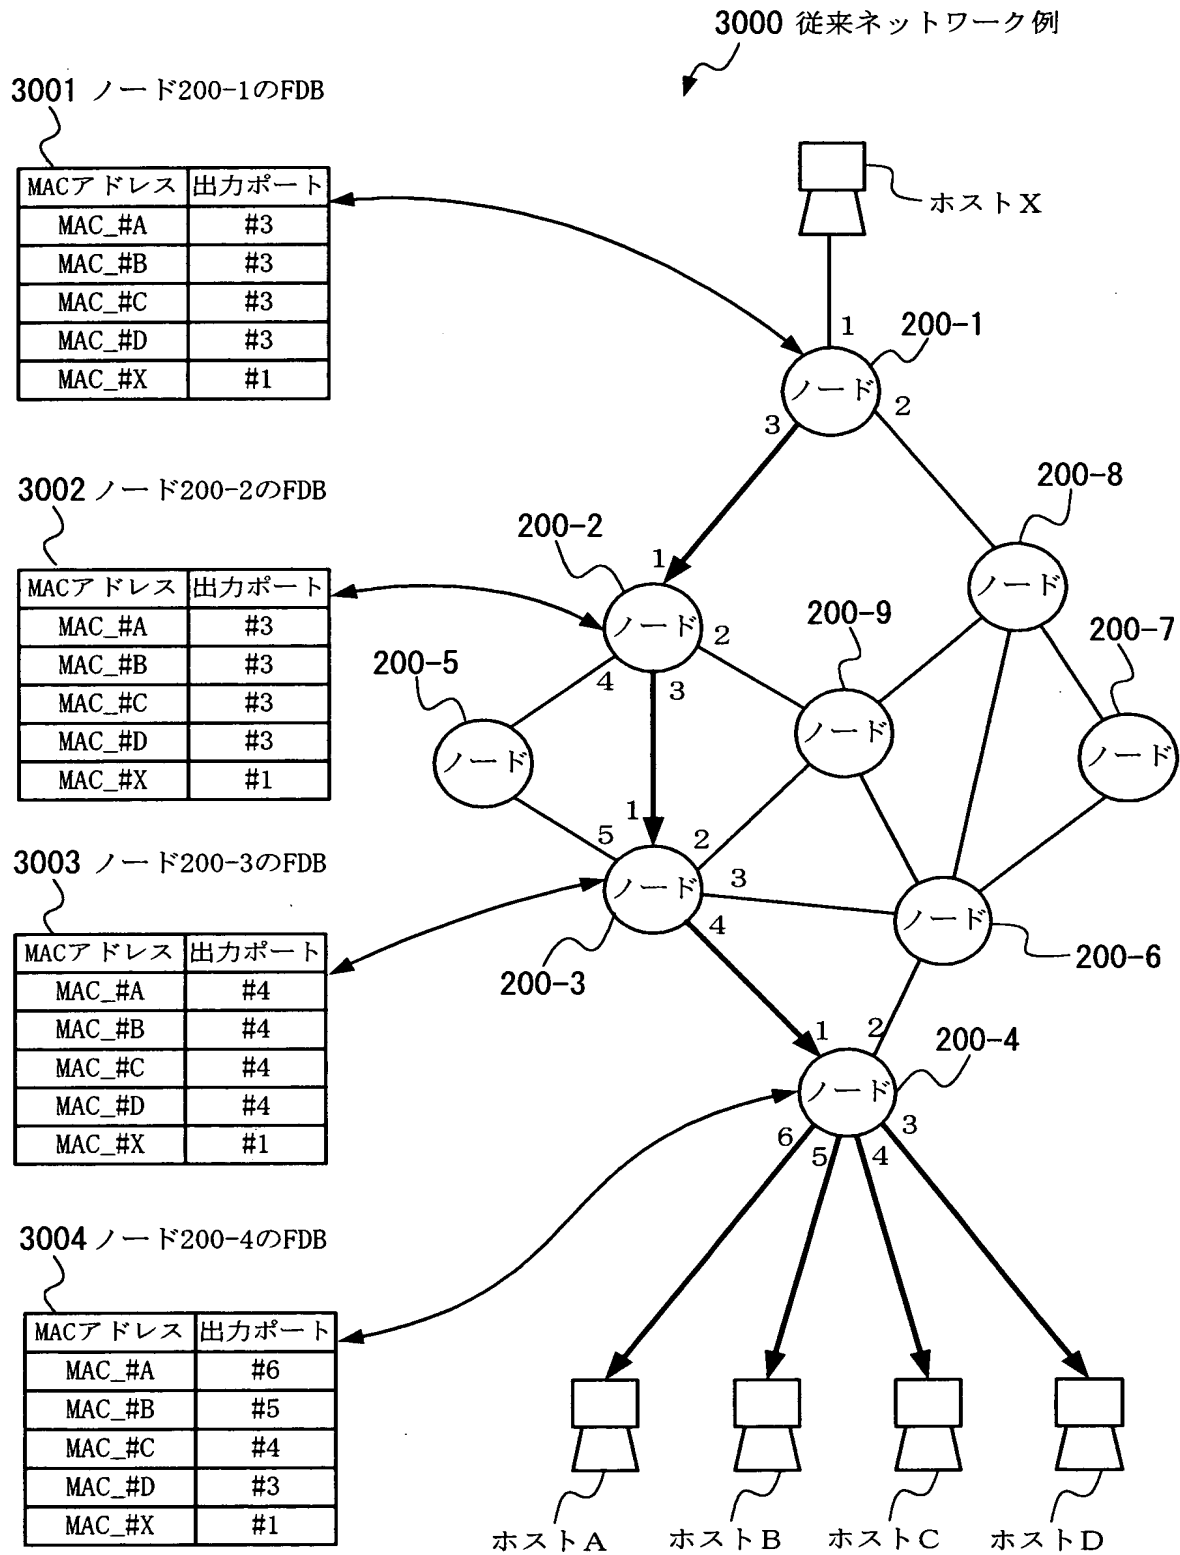 3000 従来ネットワーク例
3001 ノード200-1のFDB
MACアドレス 出力ポート
MAC_#A #3
MAC_#B #3
MAC_#C #3
MAC_#D #3
MAC_#X #1
ホストX
1
200-1
ノード
2
3
3002 ノード200-2のFDB
MACアドレス 出力ポート
MAC_#A #3
MAC_#B #3
MAC_#C #3
MAC_#D #3
MAC_#X #1
200-8
ノード
200-2
1
ノード
2
4
3
200-9
ノード
200-7
ノード
200-5
ノード
3003 ノード200-3のFDB
MACアドレス 出力ポート
MAC_#A #4
MAC_#B #4
MAC_#C #4
MAC_#D #4
MAC_#X #1
1
5
2
ノード
3
4
200-3
ノード
200-6
1
2
200-4
ノード
6
5
4
3
3004 ノード200-4のFDB
MACアドレス 出力ポート
MAC_#A #6
MAC_#B #5
MAC_#C #4
MAC_#D #3
MAC_#X #1
ホストA
ホストB
ホストC
ホストD